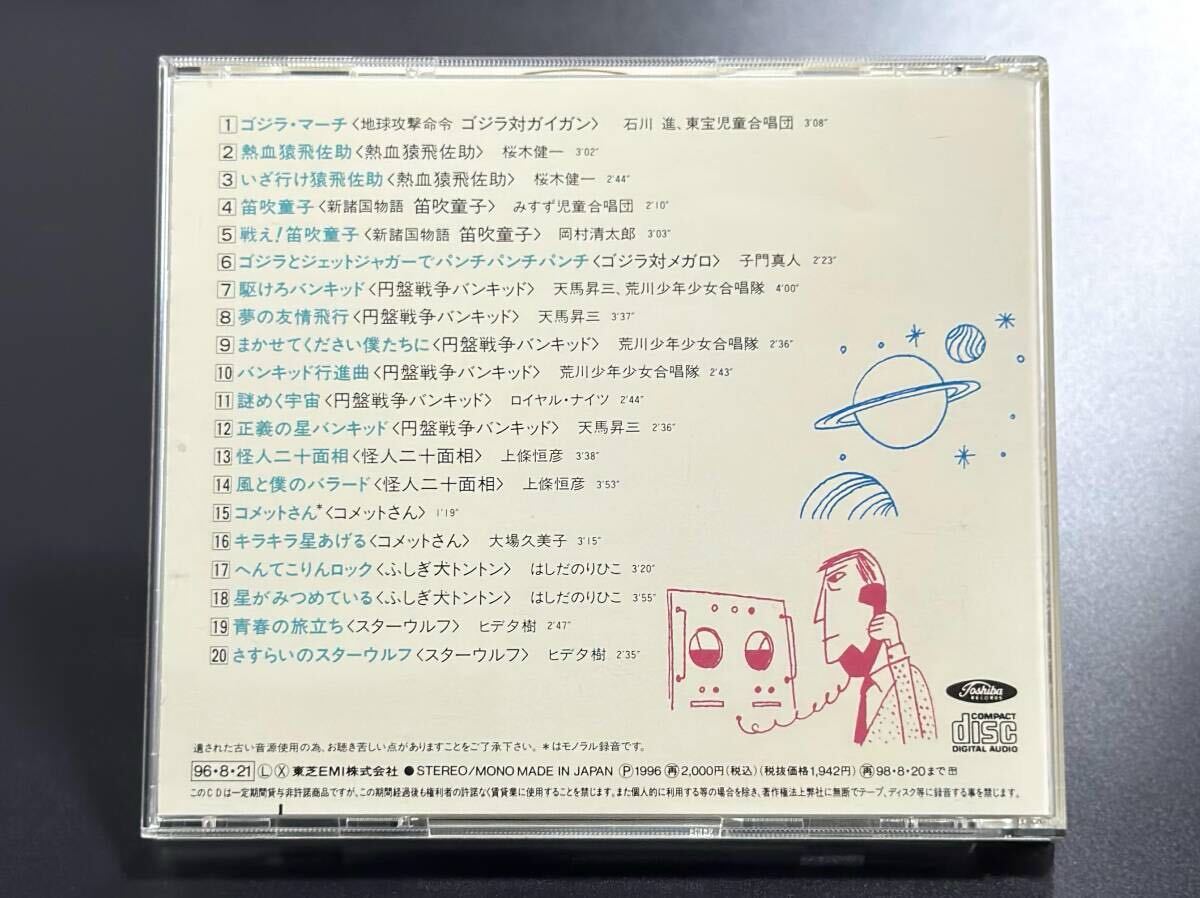 1 ゴジラ・マーチ〈地球攻撃命令 ゴジラ対ガイガン〉 石川 進、東宝児童合唱団 3'08"
2 熱血猿飛佐助〈熱血猿飛佐助〉 桜木健一 3'02"
3 いざ行け猿飛佐助〈熱血猿飛佐助〉 桜木健一 2'44"
4 笛吹童子〈新諸国物語 笛吹童子〉 みすず児童合唱団 2'10"
5 戦え!笛吹童子〈新諸国物語 笛吹童子〉 岡村清太郎 3'03"
6 ゴジラとジェットジャガーでパンチパンチパンチ〈ゴジラ対メガロ〉 子門真人 2'23"
7 駆けろバンキッド〈円盤戦争バンキッド〉 天馬昇三、荒川少年少女合唱隊 4'00"
8 夢の友情飛行〈円盤戦争バンキッド〉 天馬昇三 3'37"
9 まかせてください僕たちに〈円盤戦争バンキッド〉 荒川少年少女合唱隊 2'36"
10 バンキッド行進曲〈円盤戦争バンキッド〉 荒川少年少女合唱隊 2'43"
11 謎めく宇宙〈円盤戦争バンキッド〉 ロイヤル・ナイツ 2'44"
12 正義の星バンキッド〈円盤戦争バンキッド〉 天馬昇三 2'36"
13 怪人二十面相〈怪人二十面相〉 上條恒彦 3'38"
14 風と僕のバラード〈怪人二十面相〉 上條恒彦 3'53"
15 コメットさん*〈コメットさん〉 1'19"
16 キラキラ星あげる〈コメットさん〉 大場久美子 3'15"
17 へんてこりんロック〈ふしぎ犬トントン〉 はしだのりひこ 3'20"
18 星がみつめている〈ふしぎ犬トントン〉 はしだのりひこ 3'55"
19 青春の旅立ち〈スターウルフ〉 ヒデタ樹 2'47"
20 さすらいのスターウルフ〈スターウルフ〉 ヒデタ樹 2'35"
Toshiba
RECORDS
COMPACT
disc
DIGITAL AUDIO
遺された古い音源使用の為、お聴き苦しい点がありますことをご了承下さい。*はモノラル録音です。
96・8・21 Ⓛ Ⓧ 東芝EMI株式会社 ●STEREO/MONO MADE IN JAPAN Ⓟ1996 再2,000円(税込)(税抜価格1,942円) 再98・8・20まで
このCDは一定期間貸与非許諾商品ですが、この期間経過後も権利者の許諾なく賃貸業に使用することを禁じます。また個人的に利用する等の場合を除き、著作権法上弊社に無断でテープ、ディスク等に録音する事を禁じます。